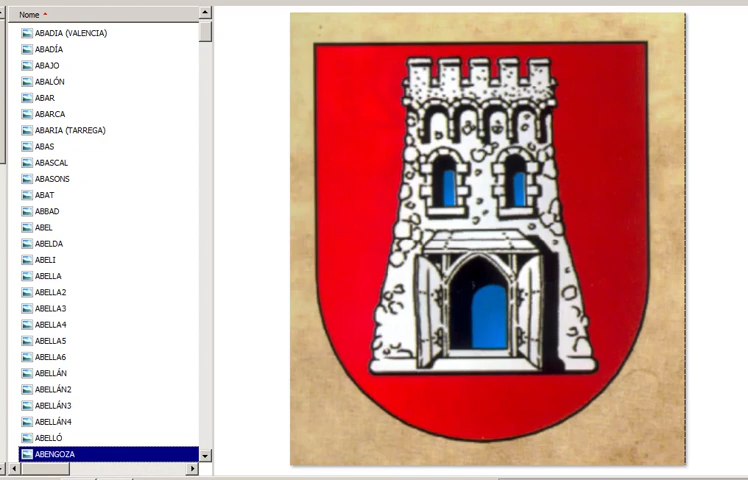 Nome
ABADIA (VALENCIA)
ABADÍA
ABAJO
ABALÓN
ABAR
ABARCA
ABARIA (TARREGA)
ABAS
ABASCAL
ABASONS
ABAT
ABBAD
ABEL
ABELDA
ABELI
ABELLA
ABELLA2
ABELLA3
ABELLA4
ABELLA5
ABELLA6
ABELLÁN
ABELLÁN2
ABELLÁN3
ABELLÁN4
ABELLÓ
ABENGOZA